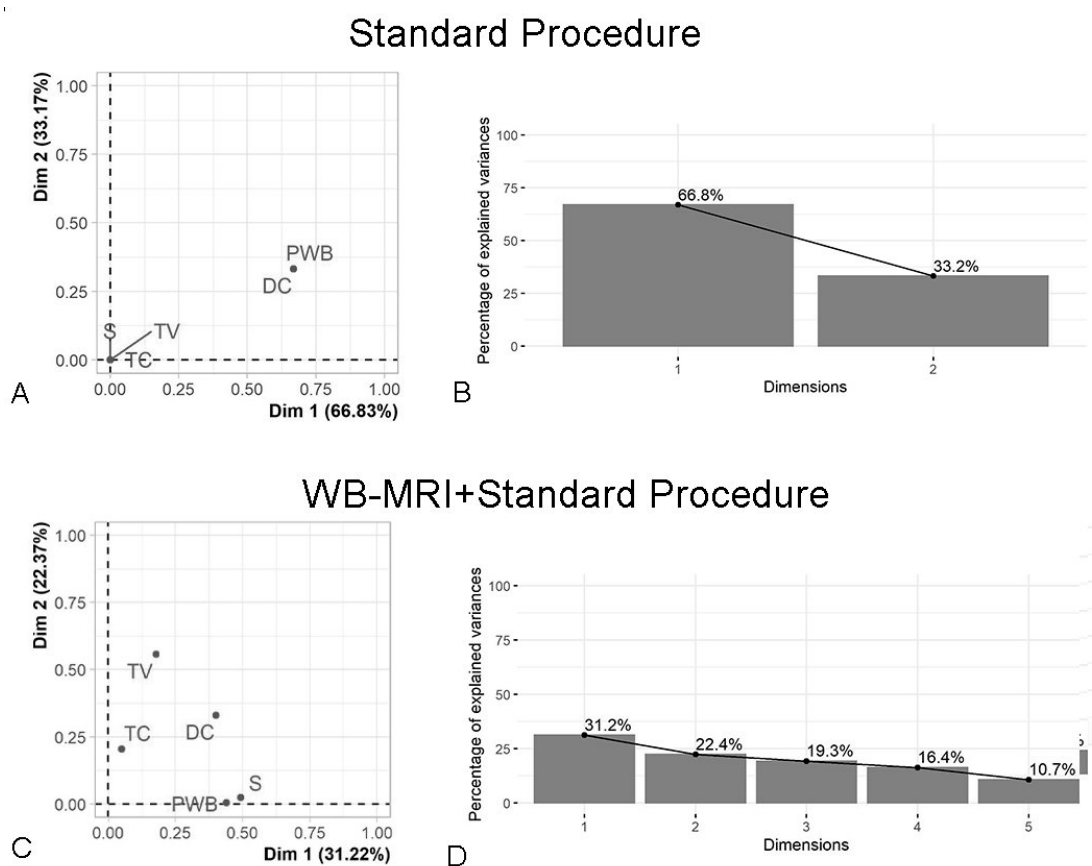 Standard Procedure
Dim 2 (33.17%)
1.00
0.75
0.50
0.25
0.00
PWB
DC
S
TV
TC
0.00 0.25 0.50 0.75 1.00
Dim 1 (66.83%)
A
Percentage of explained variances
100
75
50
25
0
66.8%
33.2%
1 2
Dimensions
B
WB-MRI+Standard Procedure
Dim 2 (22.37%)
1.00
0.75
0.50
0.25
0.00
TV
TC
DC
S
PWB
0.00 0.25 0.50 0.75 1.00
Dim 1 (31.22%)
C
Percentage of explained variances
100
75
50
25
0
31.2%
22.4%
19.3%
16.4%
10.7%
1 2 3 4 5
Dimensions
D